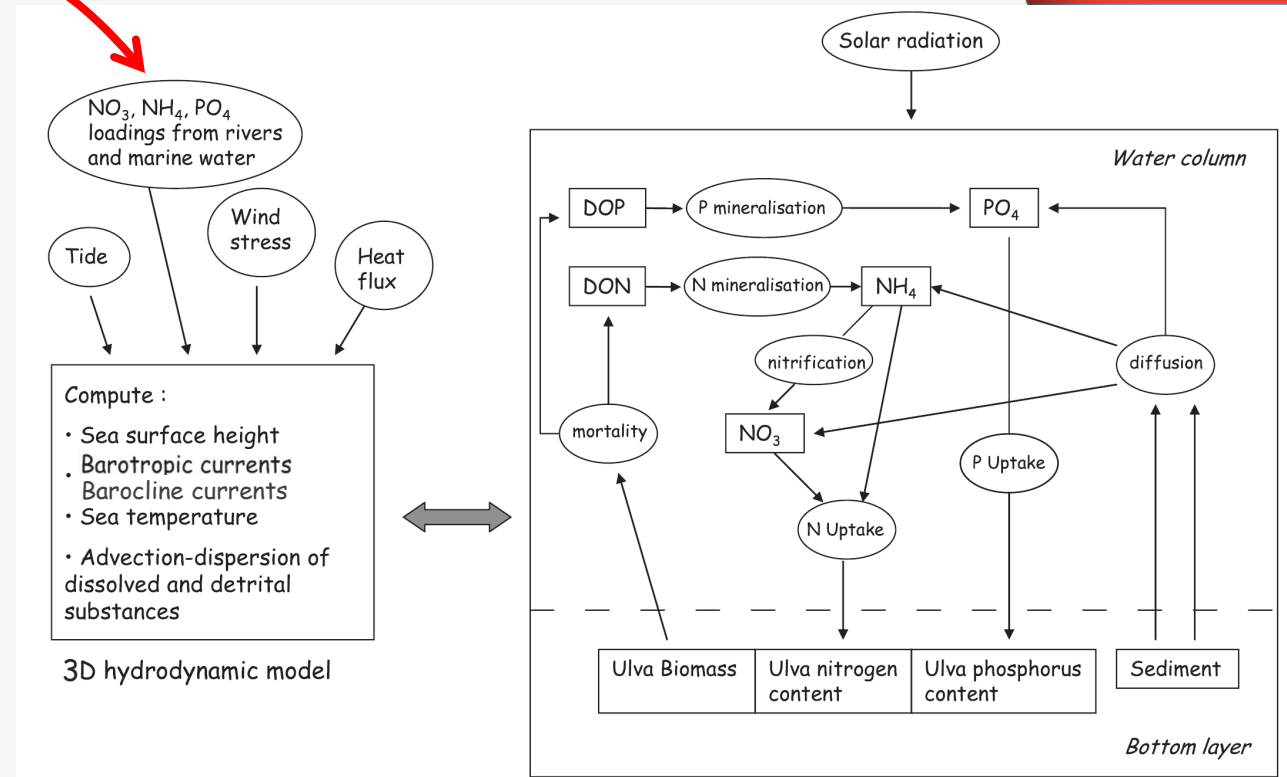 Solar radiation
NO₃, NH₄, PO₄
loadings from rivers
and marine water
Wind
stress
Tide
Heat
flux
Compute :
• Sea surface height
• Barotropic currents
Barocline currents
• Sea temperature
• Advection-dispersion of
dissolved and detrital
substances
3D hydrodynamic model
Water column
DOP
P mineralisation
PO₄
DON
N mineralisation
NH₄
nitrification
diffusion
mortality
NO₃
P Uptake
N Uptake
Ulva Biomass
Ulva nitrogen
content
Ulva phosphorus
content
Sediment
Bottom layer